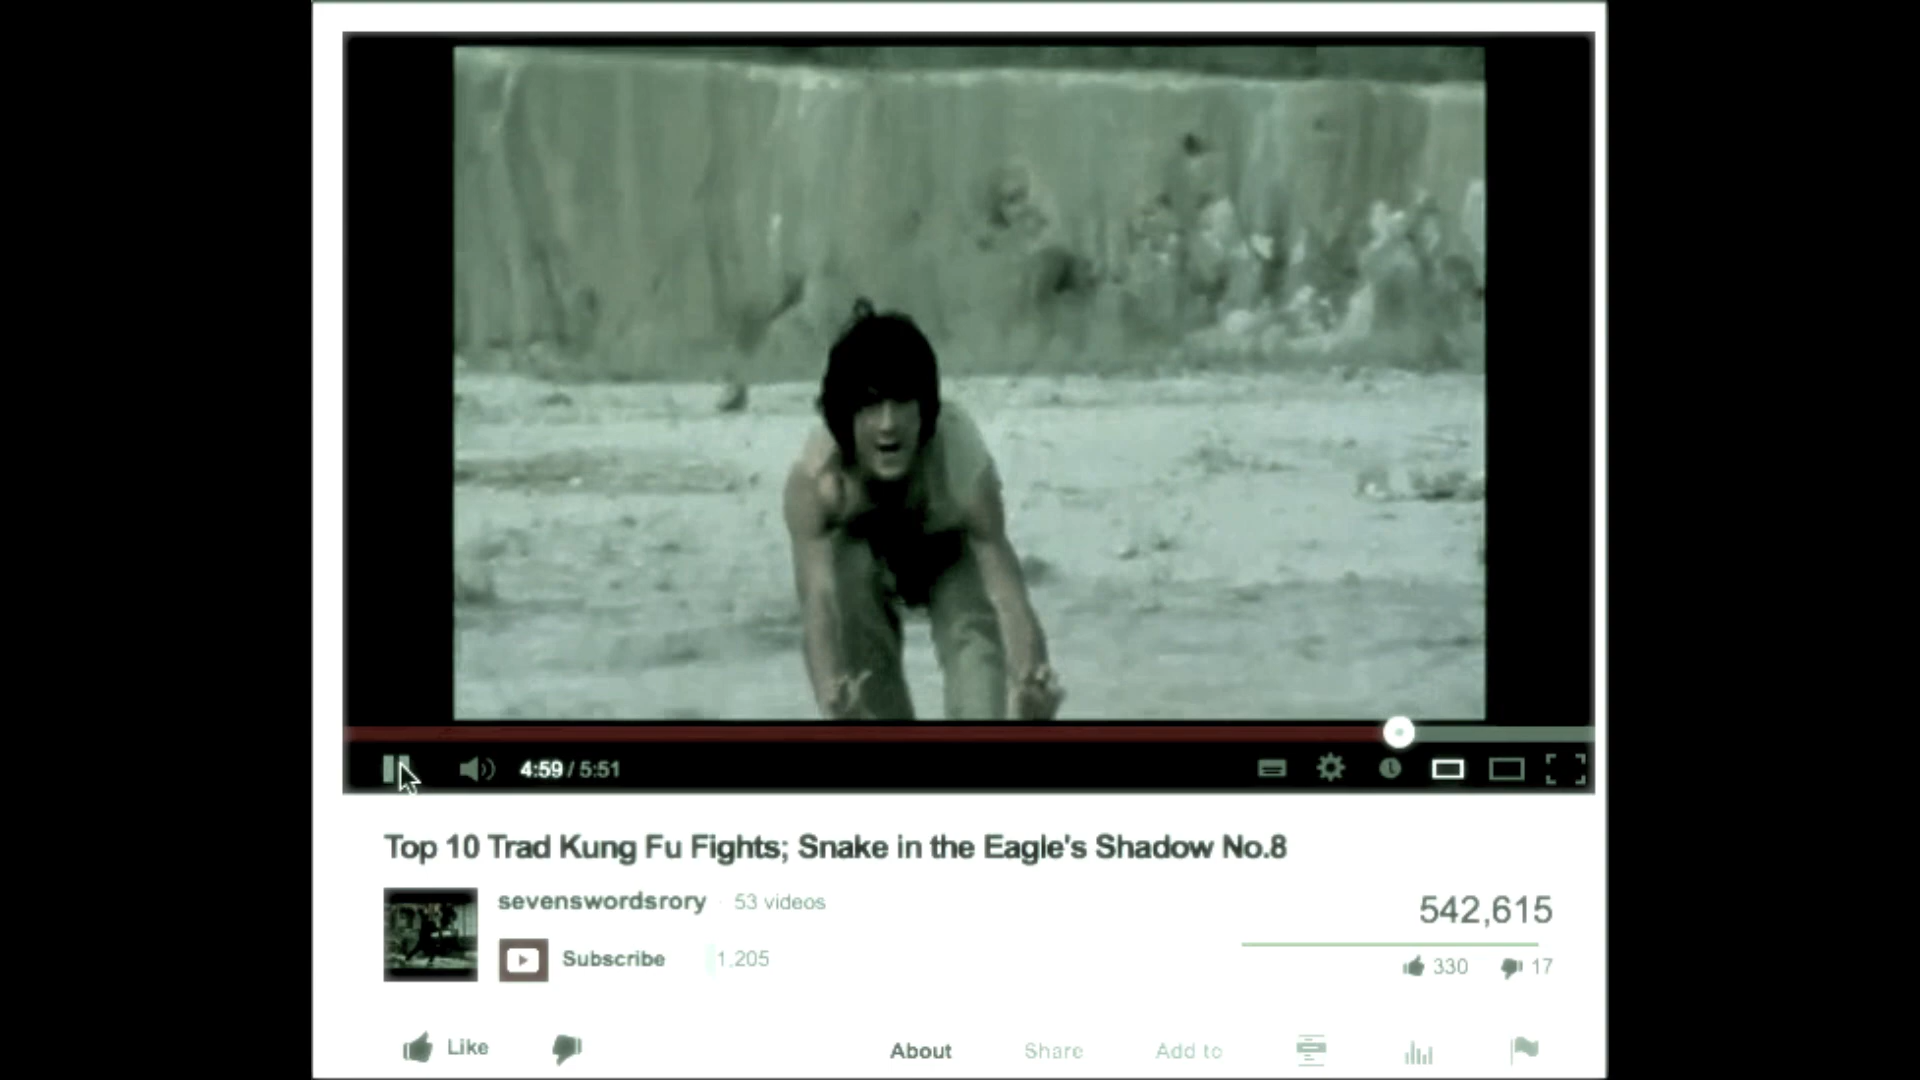 4:59 / 5:51
Top 10 Trad Kung Fu Fights; Snake in the Eagle's Shadow No.8
sevenswordsrory · 53 videos
542,615
Subscribe 1,205
330 17
Like About Share Add to